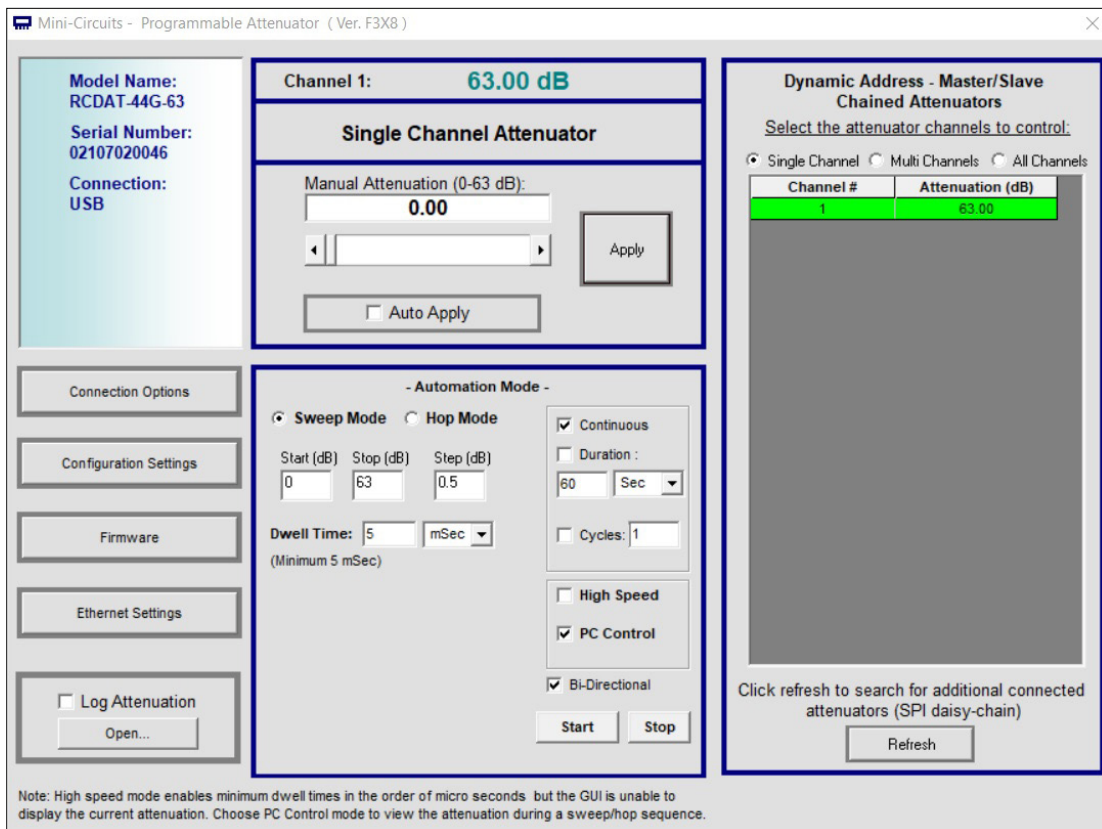 Mini-Circuits - Programmable Attenuator ( Ver. F3X8 )
Model Name:
RCDAT-44G-63
Serial Number:
02107020046
Connection:
USB
Channel 1: 63.00 dB
Single Channel Attenuator
Manual Attenuation (0-63 dB):
0.00
Apply
Auto Apply
Connection Options
Configuration Settings
Firmware
Ethernet Settings
Log Attenuation
Open...
- Automation Mode -
Sweep Mode Hop Mode
Start (dB) Stop (dB) Step (dB)
0 63 0.5
Dwell Time: 5 mSec
(Minimum 5 mSec)
Continuous
Duration :
60 Sec
Cycles: 1
High Speed
PC Control
Bi-Directional
Start Stop
Dynamic Address - Master/Slave
Chained Attenuators
Select the attenuator channels to control:
Single Channel Multi Channels All Channels
Channel # Attenuation (dB)
1 63.00
Click refresh to search for additional connected
attenuators (SPI daisy-chain)
Refresh
Note: High speed mode enables minimum dwell times in the order of micro seconds but the GUI is unable to
display the current attenuation. Choose PC Control mode to view the attenuation during a sweep/hop sequence.